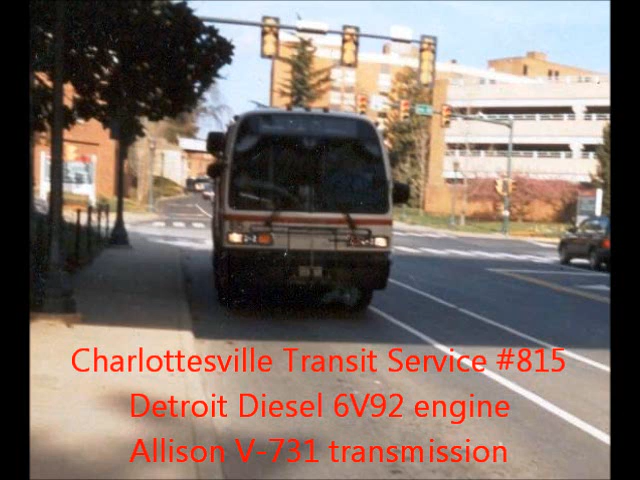 Charlottesville Transit Service #815
Detroit Diesel 6V92 engine
Allison V-731 transmission